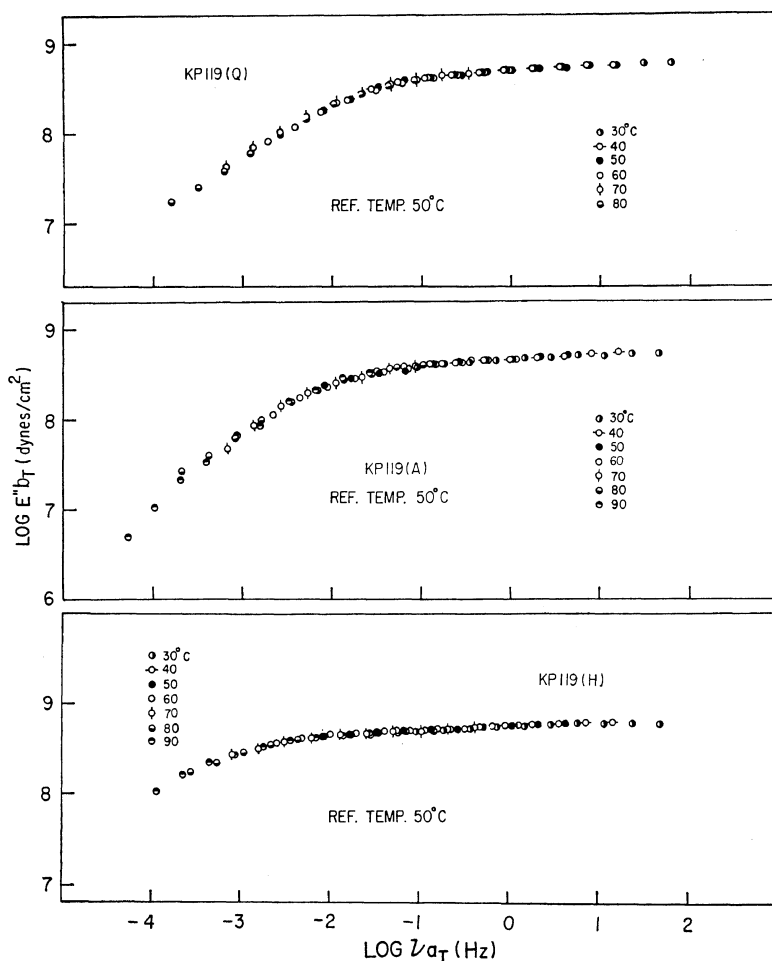 9
8
7
KP119(Q)
REF. TEMP. 50°C
30°C
40
50
60
70
80
9
8
7
6
KP119(A)
REF. TEMP. 50°C
30°C
40
50
60
70
80
90
LOG E"bT (dynes/cm²)
9
8
7
30°C
40
50
60
70
80
90
KP119(H)
REF. TEMP. 50°C
-4 -3 -2 -1 0 1 2
LOG νaT (Hz)